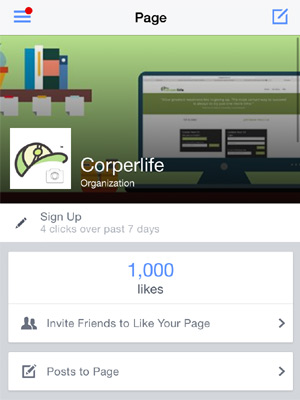 Page
life
Corperlife
Organization
Sign Up
4 clicks over past 7 days
1,000
likes
Invite Friends to Like Your Page
Posts to Page